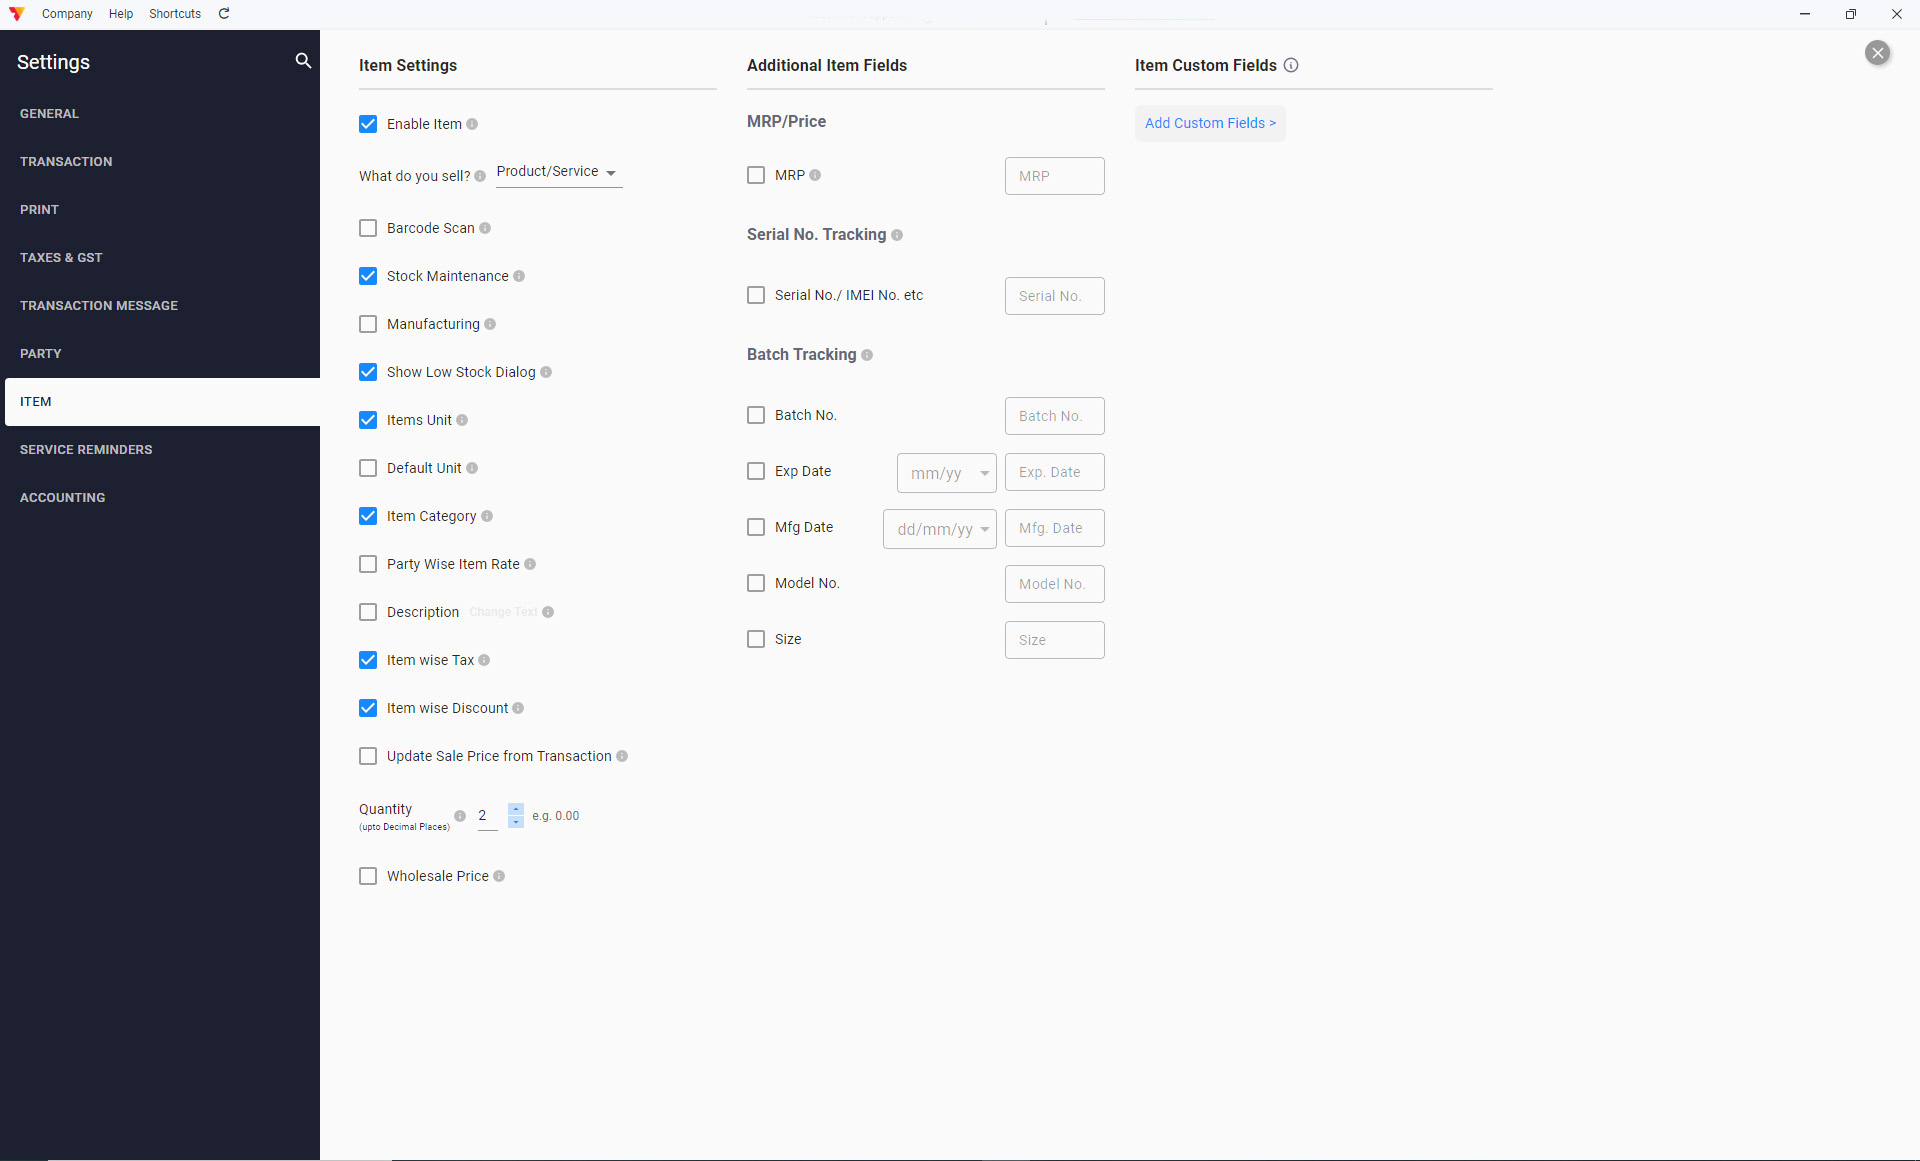 Company Help Shortcuts
Settings
GENERAL
TRANSACTION
PRINT
TAXES & GST
TRANSACTION MESSAGE
PARTY
ITEM
SERVICE REMINDERS
ACCOUNTING
Item Settings
Enable Item
What do you sell? Product/Service
Barcode Scan
Stock Maintenance
Manufacturing
Show Low Stock Dialog
Items Unit
Default Unit
Item Category
Party Wise Item Rate
Description Change Text
Item wise Tax
Item wise Discount
Update Sale Price from Transaction
Quantity
(upto Decimal Places)
2 e.g. 0.00
Wholesale Price
Additional Item Fields
MRP/Price
MRP MRP
Serial No. Tracking
Serial No./ IMEI No. etc Serial No.
Batch Tracking
Batch No. Batch No.
Exp Date mm/yy Exp. Date
Mfg Date dd/mm/yy Mfg. Date
Model No. Model No.
Size Size
Item Custom Fields
Add Custom Fields >